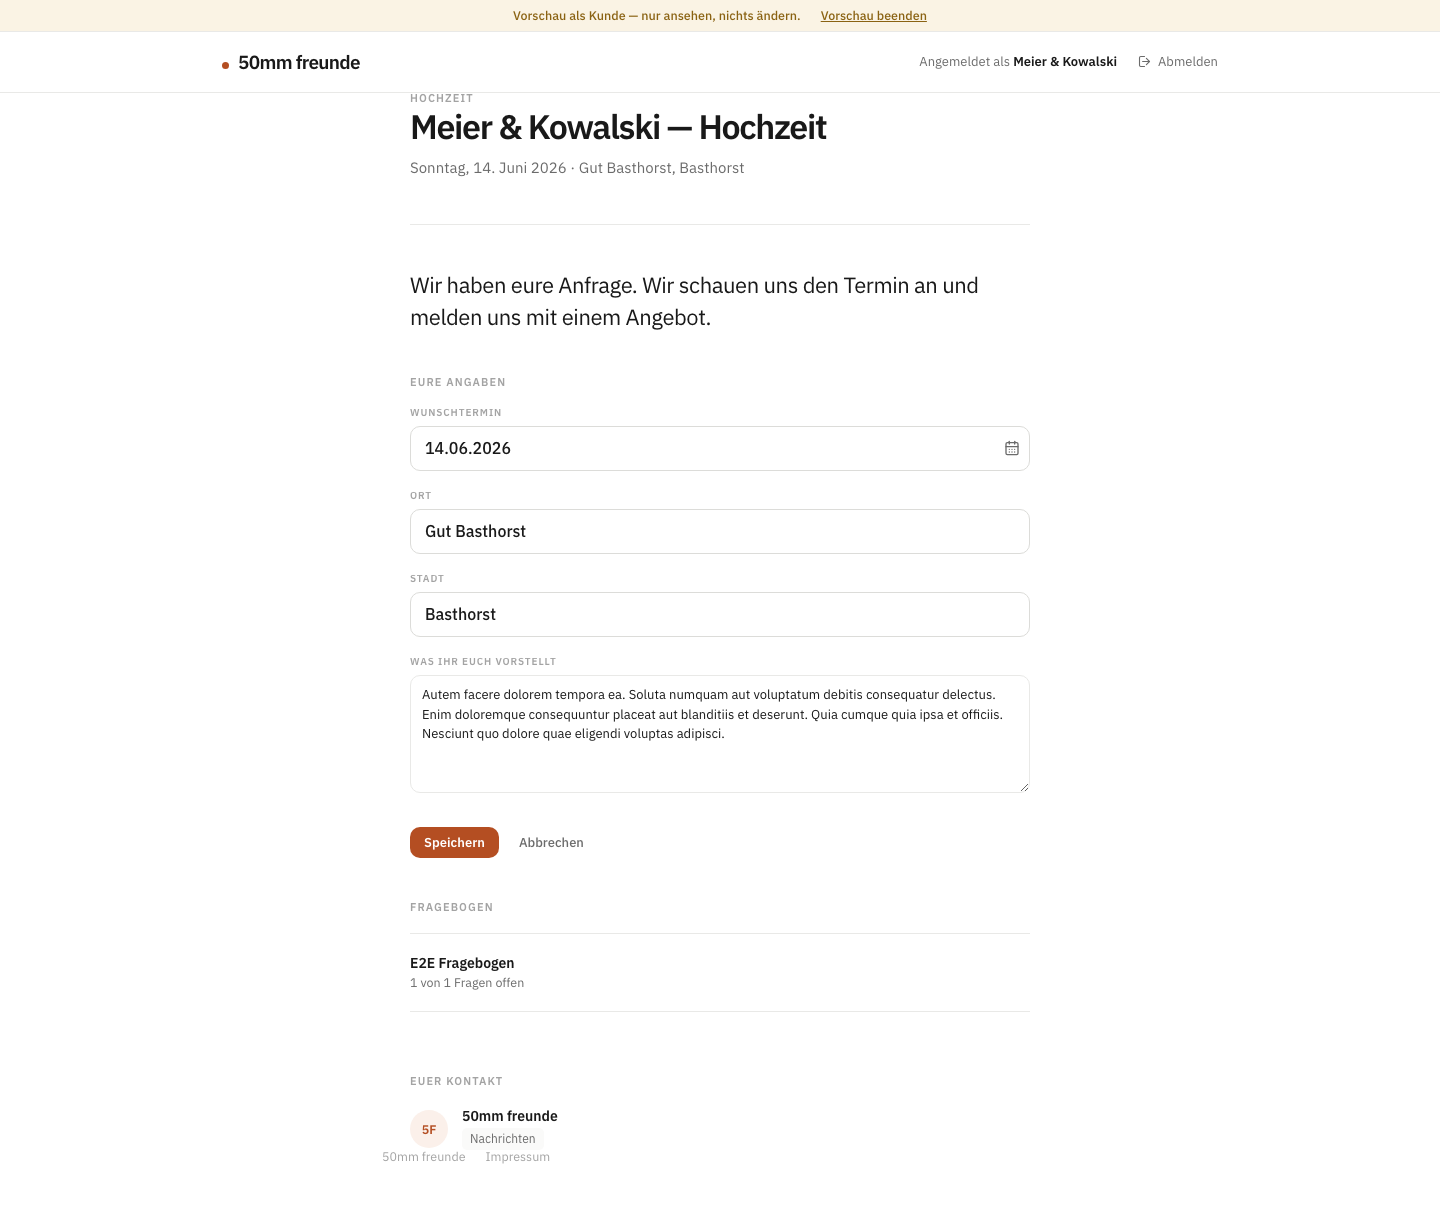 Vorschau als Kunde — nur ansehen, nichts ändern. Vorschau beenden
50mm freunde
Angemeldet als Meier & Kowalski Abmelden
HOCHZEIT
Meier & Kowalski — Hochzeit
Sonntag, 14. Juni 2026 · Gut Basthorst, Basthorst
Wir haben eure Anfrage. Wir schauen uns den Termin an und
melden uns mit einem Angebot.
EURE ANGABEN
WUNSCHTERMIN
14.06.2026
ORT
Gut Basthorst
STADT
Basthorst
WAS IHR EUCH VORSTELLT
Autem facere dolorem tempora ea. Soluta numquam aut voluptatum debitis consequatur delectus.
Enim doloremque consequuntur placeat aut blanditiis et deserunt. Quia cumque quia ipsa et officiis.
Nesciunt quo dolore quae eligendi voluptas adipisci.
Speichern Abbrechen
FRAGEBOGEN
E2E Fragebogen
1 von 1 Fragen offen
EUER KONTAKT
5F
50mm freunde
Nachrichten
50mm freunde Impressum